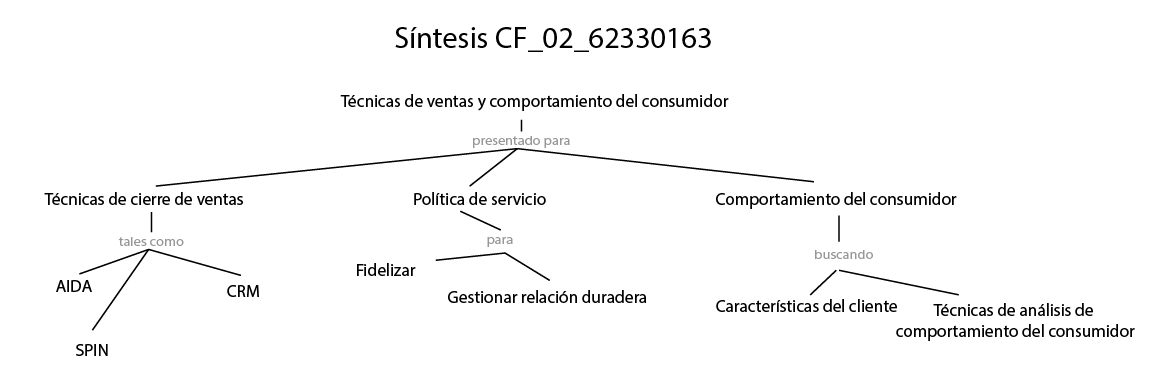 Síntesis CF_02_62330163
Técnicas de ventas y comportamiento del consumidor
presentado para
Técnicas de cierre de ventas
Política de servicio
Comportamiento del consumidor
tales como
para
buscando
AIDA
SPIN
CRM
Fidelizar
Gestionar relación duradera
Características del cliente
Técnicas de análisis de
comportamiento del consumidor